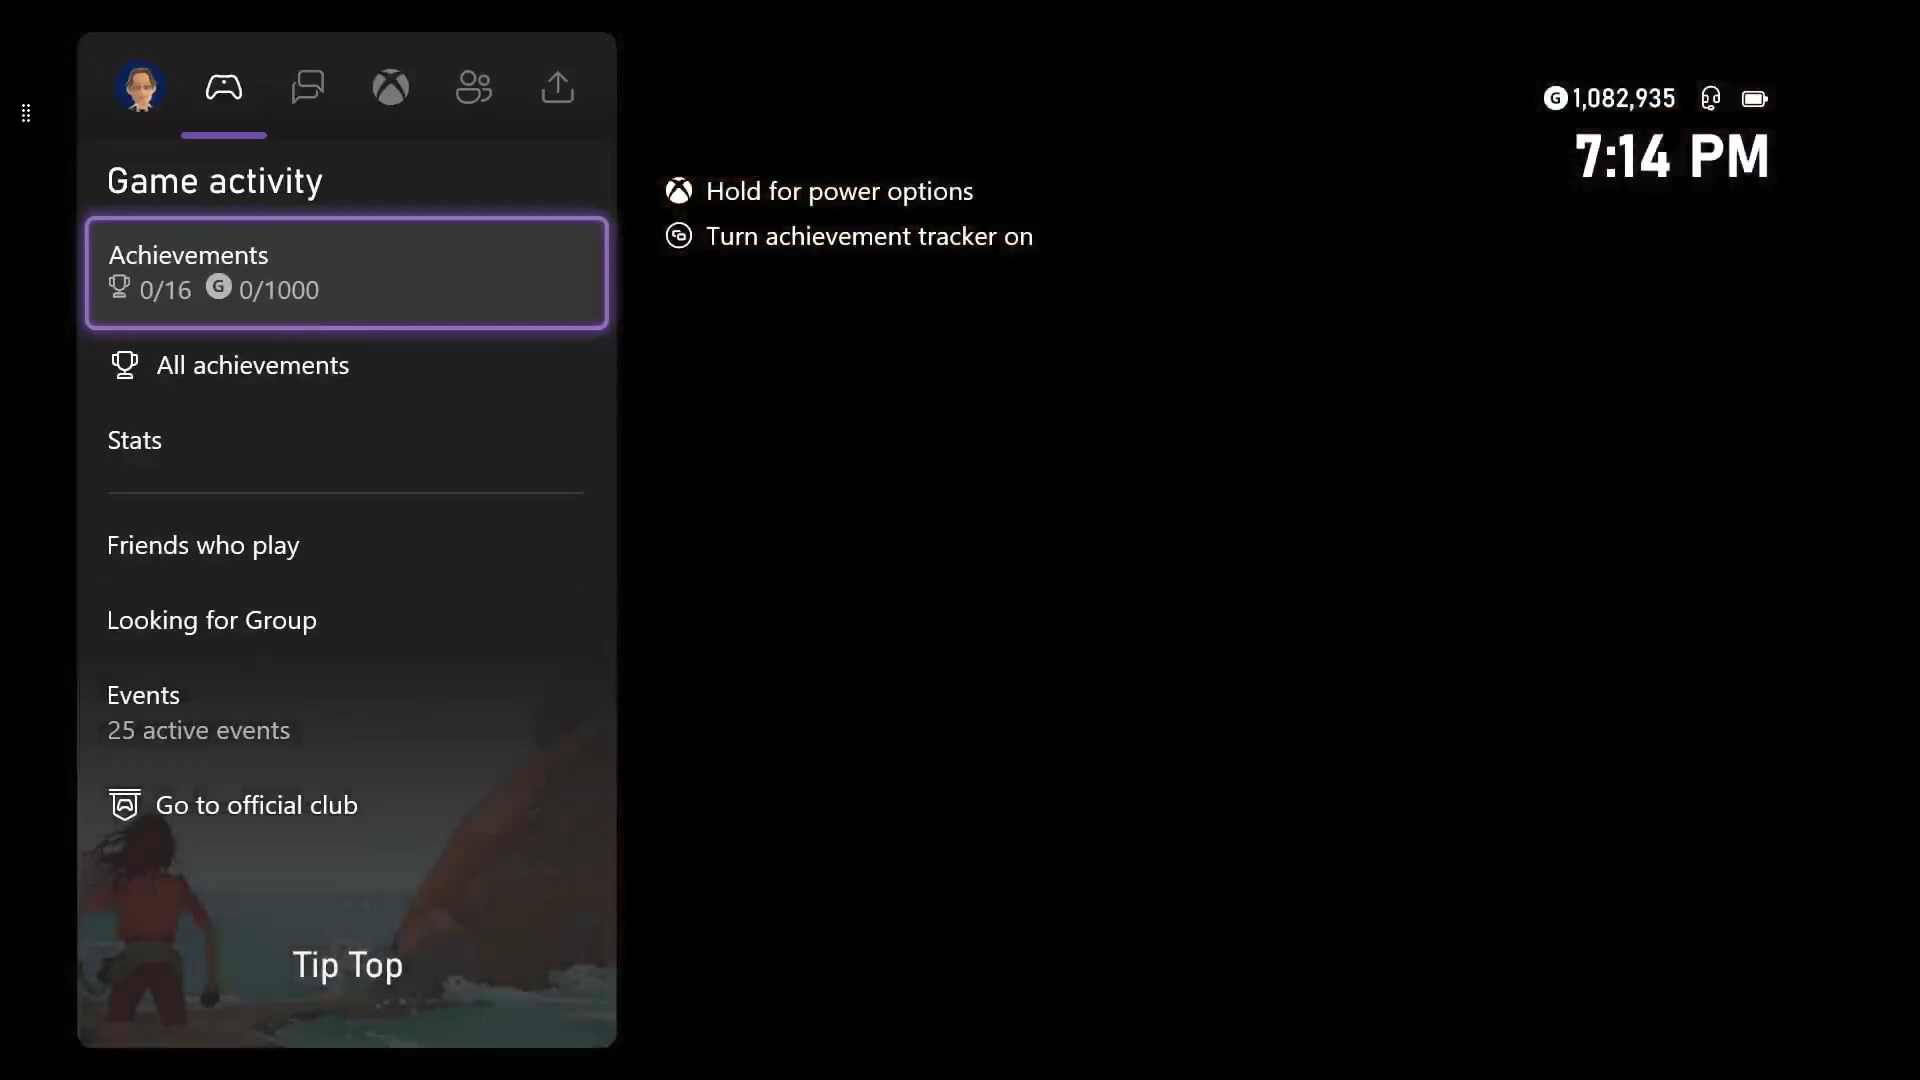 Game activity
Achievements
0/16 G 0/1000
All achievements
Stats
Friends who play
Looking for Group
Events
25 active events
Go to official club
Tip Top
Hold for power options
Turn achievement tracker on
G 1,082,935
7:14 PM